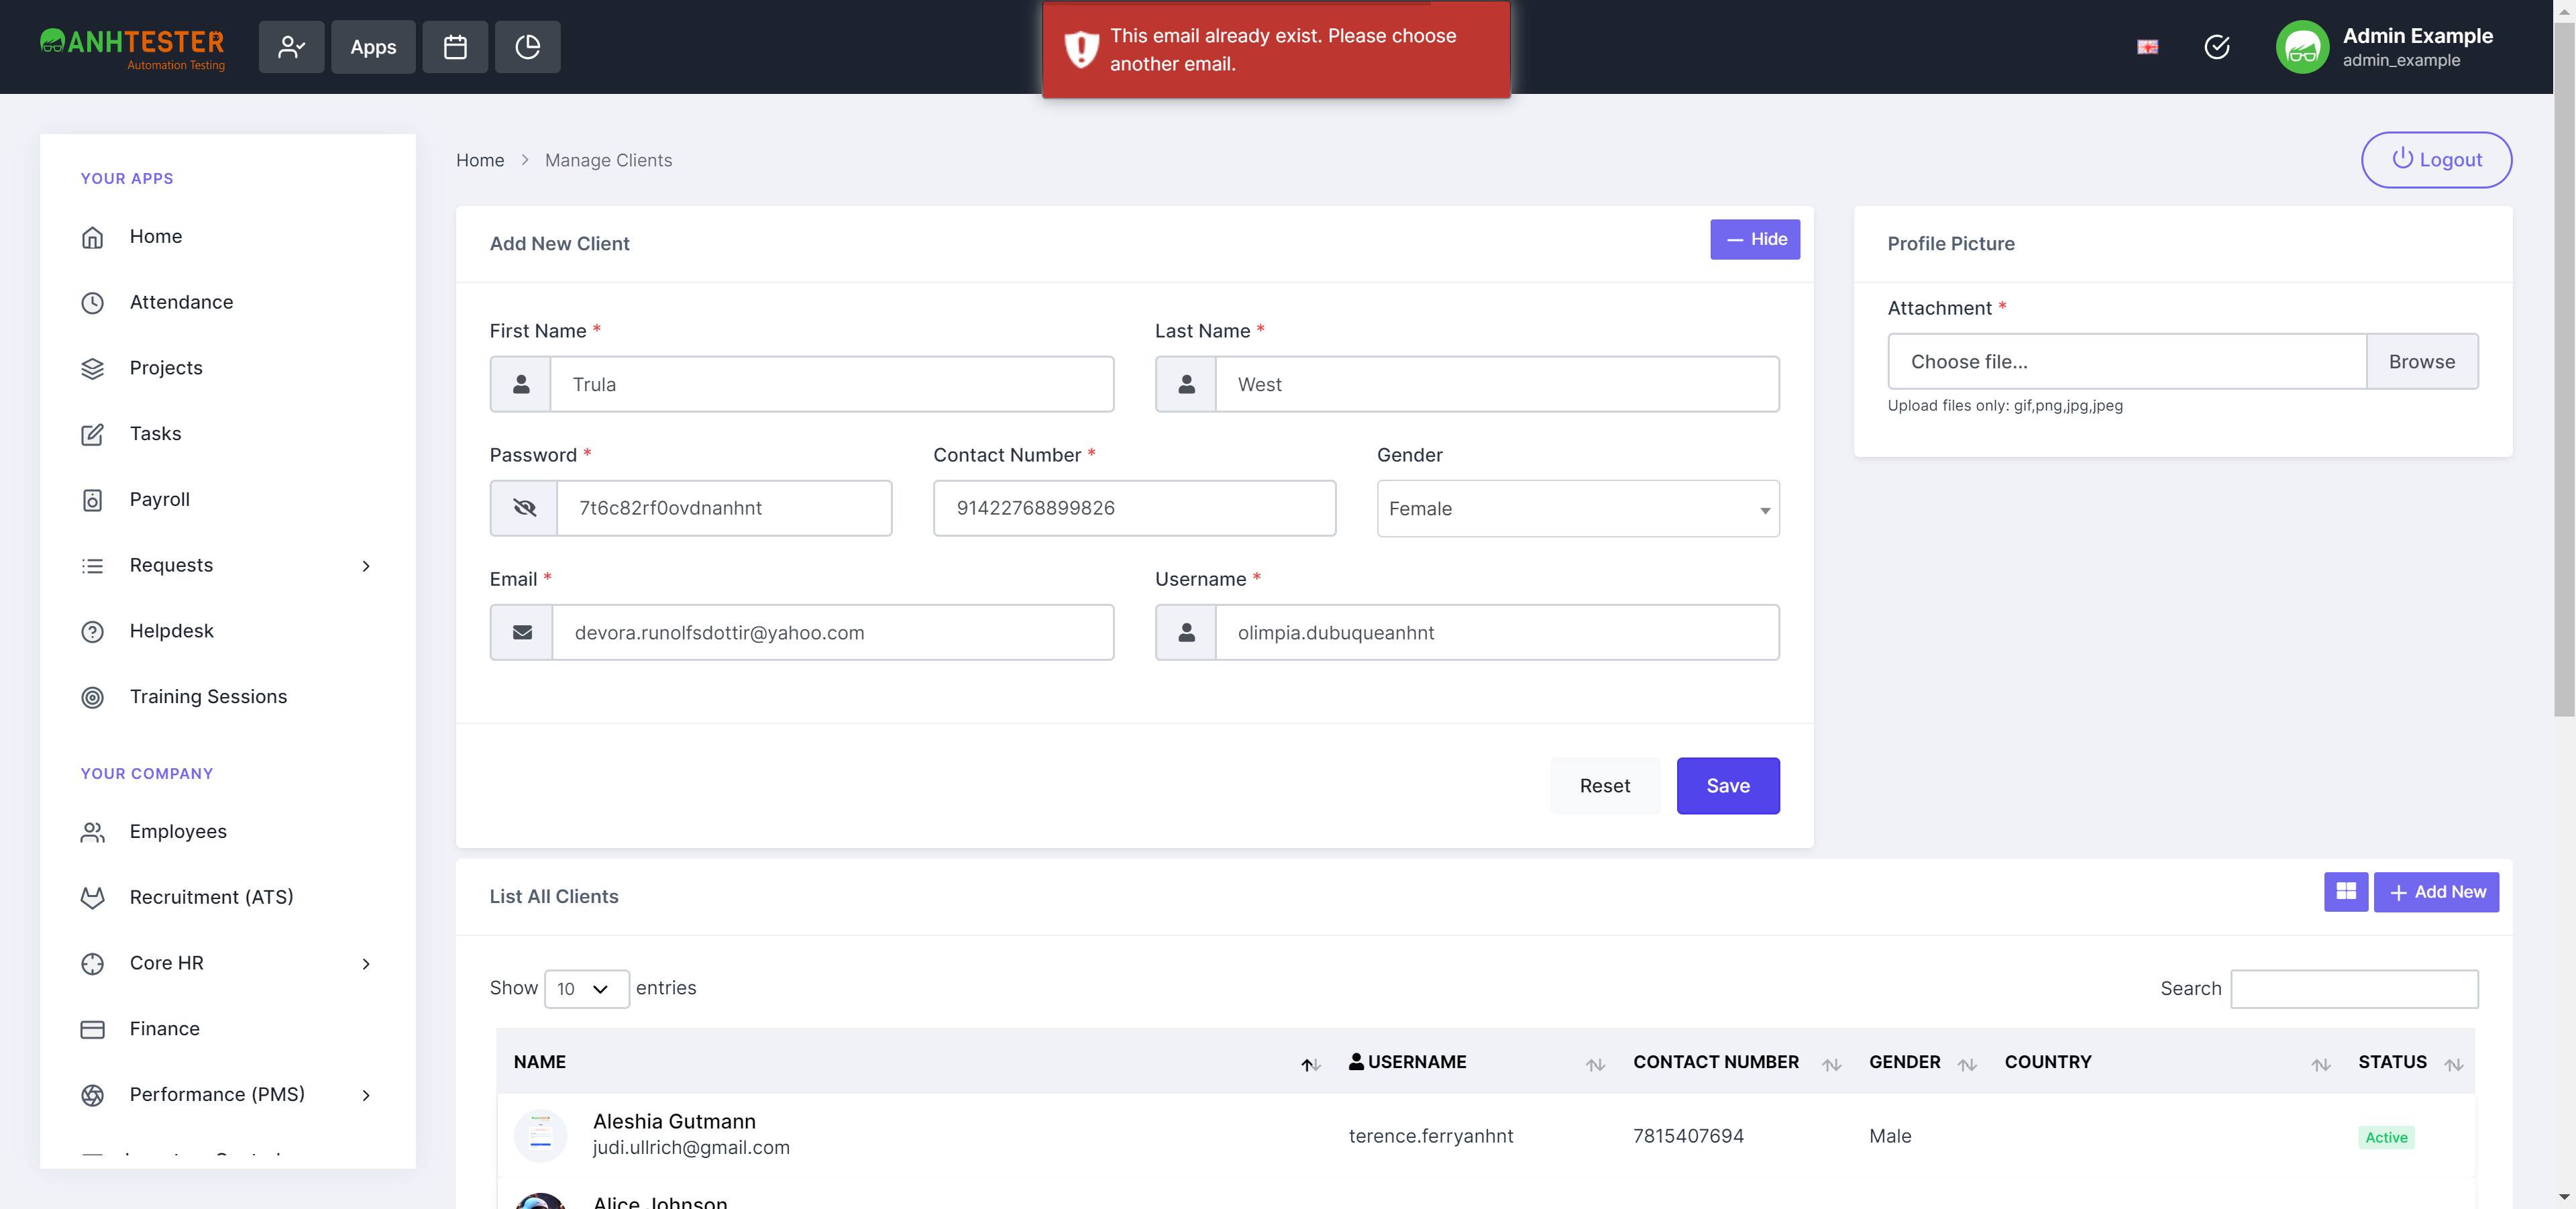 ANHTESTER
Automation Testing
Apps
This email already exist. Please choose
another email.
Admin Example
admin_example
YOUR APPS
Home
Attendance
Projects
Tasks
Payroll
Requests
Helpdesk
Training Sessions
YOUR COMPANY
Employees
Recruitment (ATS)
Core HR
Finance
Performance (PMS)
Home
Manage Clients
Logout
Add New Client
Hide
First Name *
Last Name *
Trula
West
Password *
Contact Number *
Gender
7t6c82rf0ovdnanhnt
91422768899826
Female
Email *
Username *
devora.runolfsdottir@yahoo.com
olimpia.dubuqueanhnt
Reset
Save
Profile Picture
Attachment *
Choose file...
Browse
Upload files only: gif,png,jpg,jpeg
List All Clients
Add New
Show 10 entries
Search
NAME
USERNAME
CONTACT NUMBER
GENDER
COUNTRY
STATUS
Aleshia Gutmann
judi.ullrich@gmail.com
terence.ferryanhnt
7815407694
Male
Active
Alice Johnson